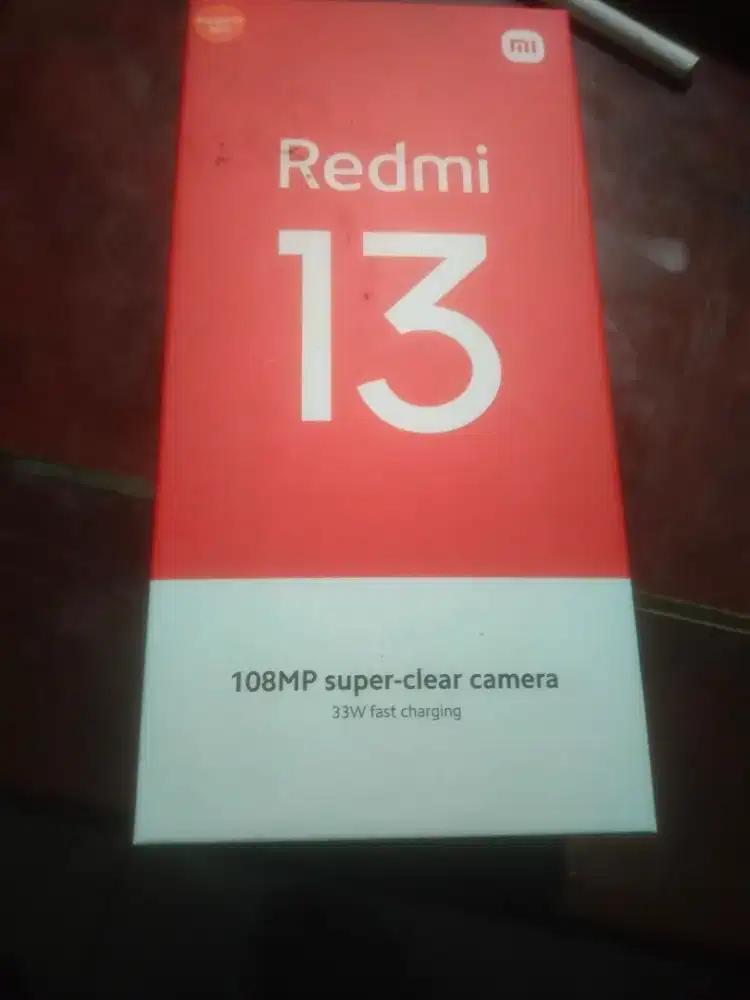 mi
Redmi
13
108MP super-clear camera
33W fast charging